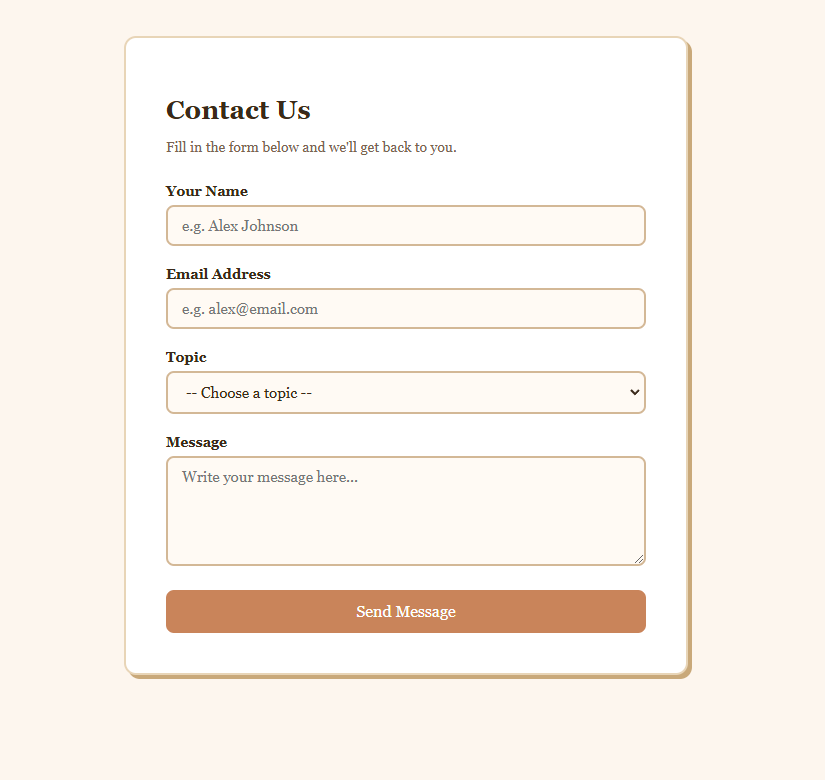 Contact Us
Fill in the form below and we'll get back to you.
Your Name
e.g. Alex Johnson
Email Address
e.g. alex@email.com
Topic
-- Choose a topic --
Message
Write your message here...
Send Message